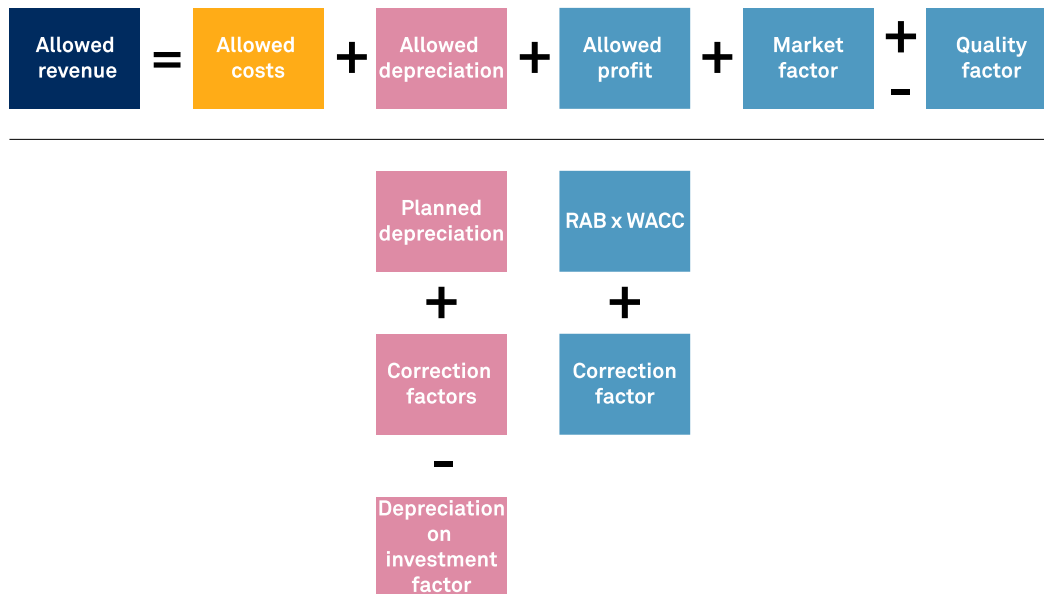 Allowed
revenue
=
Allowed
costs
+
Allowed
depreciation
+
Allowed
profit
+
Market
factor
+
-
Quality
factor
Planned
depreciation
+
Correction
factors
-
Depreciation
on
investment
factor
RAB x WACC
+
Correction
factor